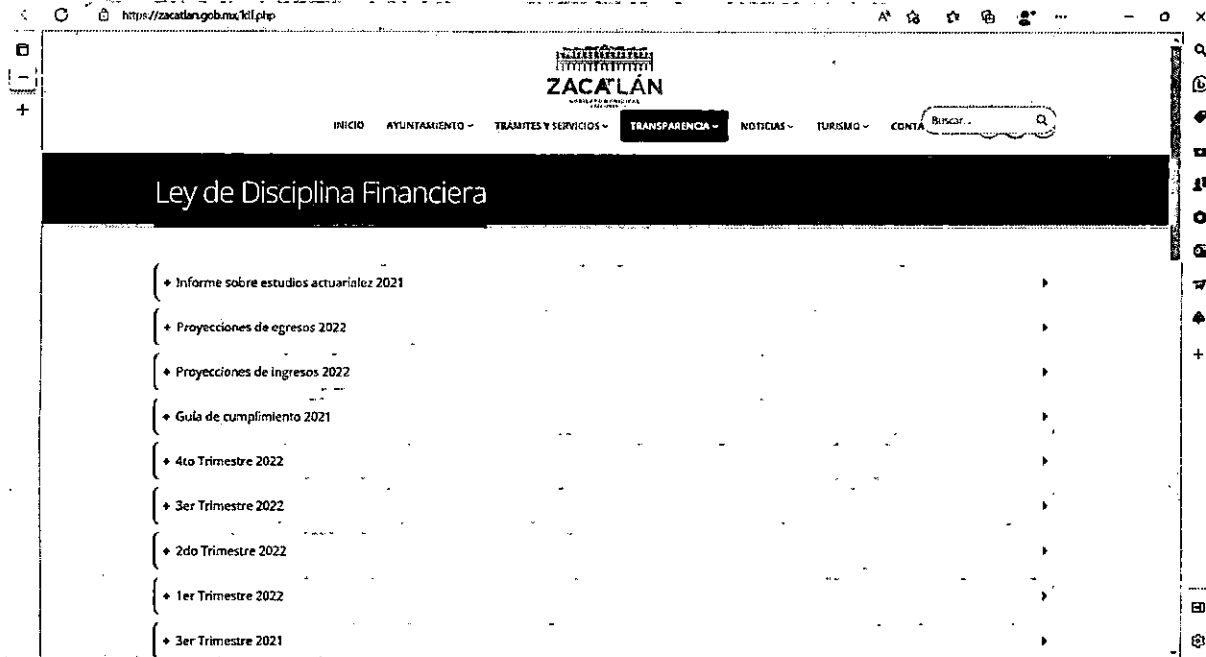 https://zacatlan.gob.mx/1df.php
ZACATLÁN
INICIO AYUNTAMIENTO TRÁMITES Y SERVICIOS TRANSPARENCIA NOTICIAS TURISMO CONTA Buscar...
Ley de Disciplina Financiera
+ Informe sobre estudios actuarialez 2021
+ Proyecciones de egresos 2022
+ Proyecciones de ingresos 2022
+ Guía de cumplimiento 2021
+ 4to Trimestre 2022
+ 3er Trimestre 2022
+ 2do Trimestre 2022
+ 1er Trimestre 2022
+ 3er Trimestre 2021